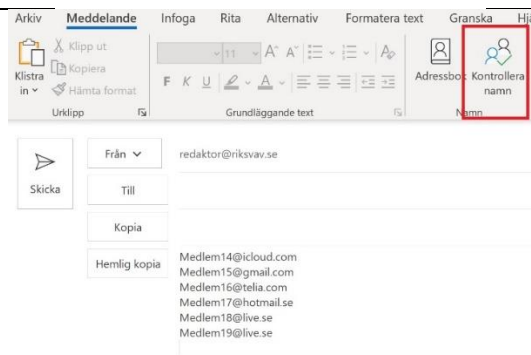 Arkiv Meddelande Infoga Rita Alternativ Formatera text Granska Hjä
Klistra in
Klipp ut
Kopiera
Hämta format
Urklipp
11 A^ A˅
F K U A
Grundläggande text
Adressbok Kontrollera
namn
Namn
Skicka
Från redaktor@riksvav.se
Till
Kopia
Hemlig kopia
Medlem14@icloud.com
Medlem15@gmail.com
Medlem16@telia.com
Medlem17@hotmail.se
Medlem18@live.se
Medlem19@live.se